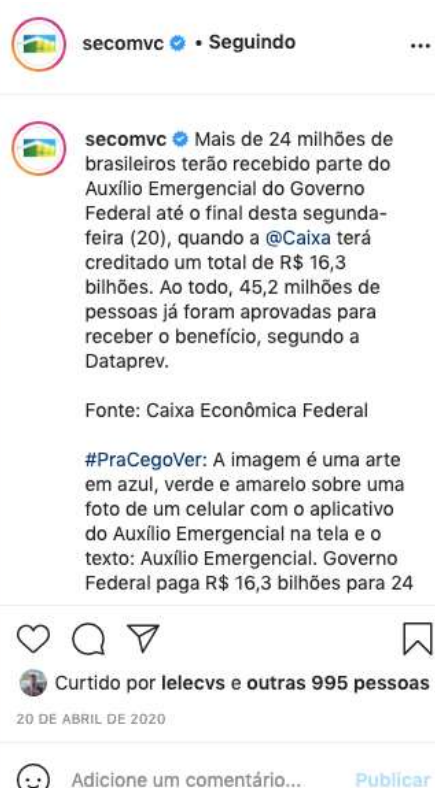 secomvc • Seguindo
secomvc Mais de 24 milhões de
brasileiros terão recebido parte do
Auxílio Emergencial do Governo
Federal até o final desta segunda-
feira (20), quando a @Caixa terá
creditado um total de R$ 16,3
bilhões. Ao todo, 45,2 milhões de
pessoas já foram aprovadas para
receber o benefício, segundo a
Dataprev.
Fonte: Caixa Econômica Federal
#PraCegoVer: A imagem é uma arte
em azul, verde e amarelo sobre uma
foto de um celular com o aplicativo
do Auxílio Emergencial na tela e o
texto: Auxílio Emergencial. Governo
Federal paga R$ 16,3 bilhões para 24
Curtido por lelecvs e outras 995 pessoas
20 DE ABRIL DE 2020
Adicione um comentário... Publicar